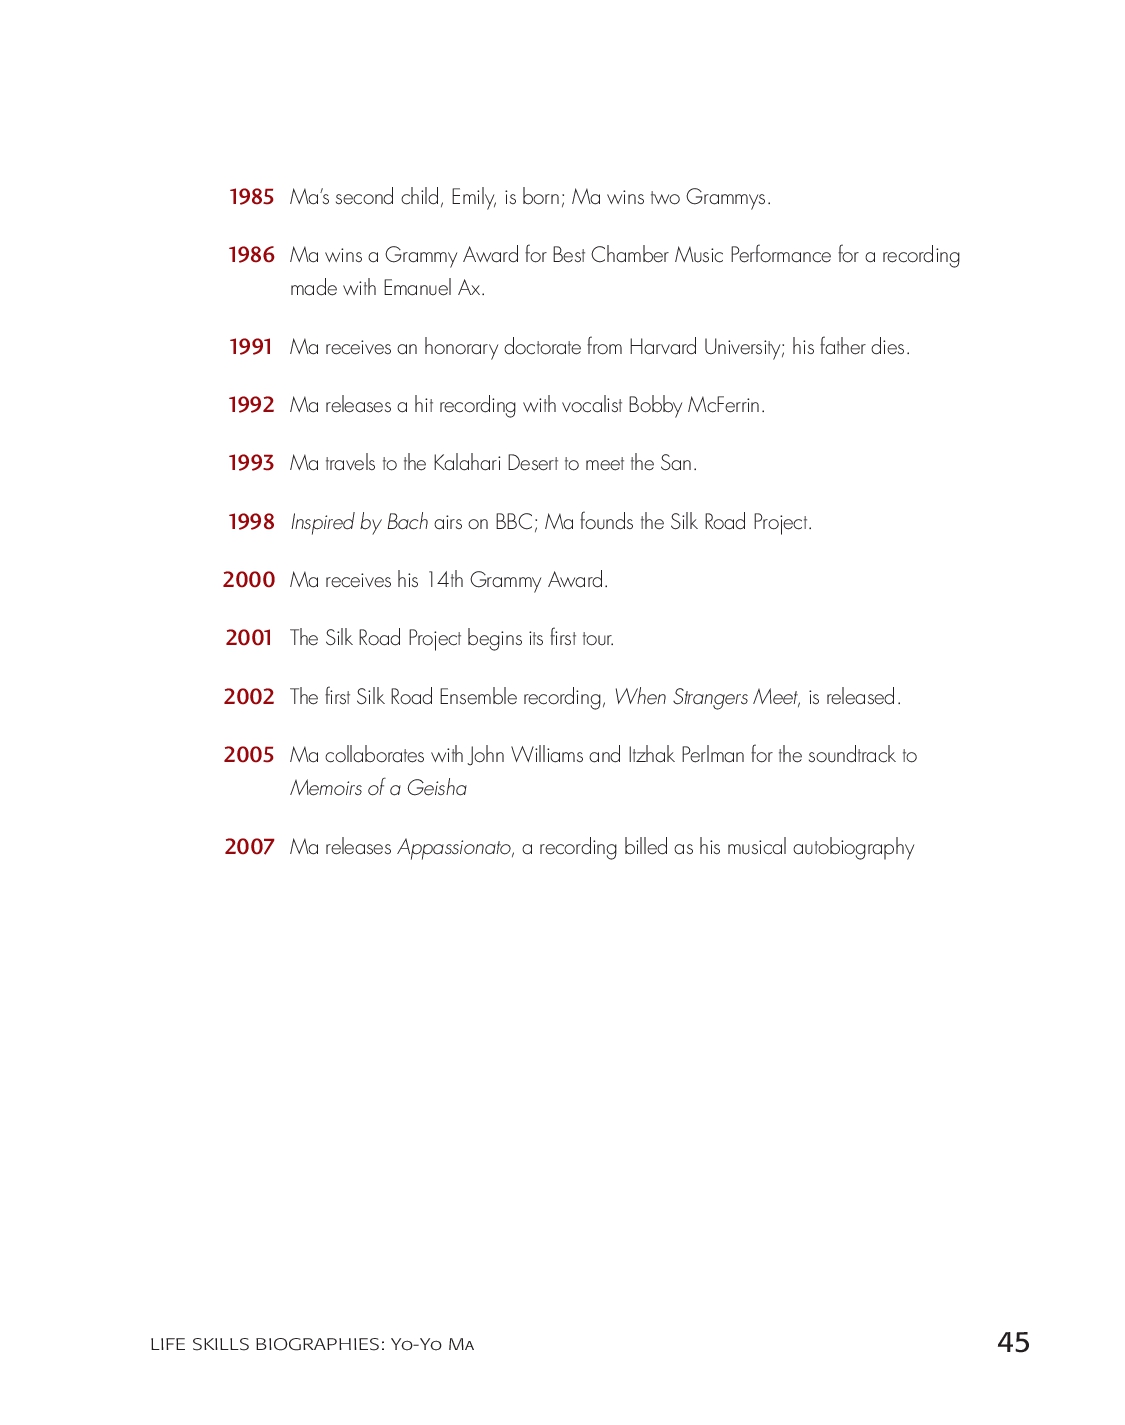 1985 Ma’s second child, Emily, is born; Ma wins two Grammys.
1986 Ma wins a Grammy Award for Best Chamber Music Performance for a recording
made with Emanuel Ax.
1991 Ma receives an honorary doctorate from Harvard University; his father dies.
1992 Ma releases a hit recording with vocalist Bobby McFerrin.
1993 Ma travels to the Kalahari Desert to meet the San.
1998 Inspired by Bach airs on BBC; Ma founds the Silk Road Project.
2000 Ma receives his 14th Grammy Award.
2001 The Silk Road Project begins its first tour.
2002 The first Silk Road Ensemble recording, When Strangers Meet, is released.
2005 Ma collaborates with John Williams and Itzhak Perlman for the soundtrack to
Memoirs of a Geisha
2007 Ma releases Appassionato, a recording billed as his musical autobiography
LIFE SKILLS BIOGRAPHIES: Yo-Yo Ma 45